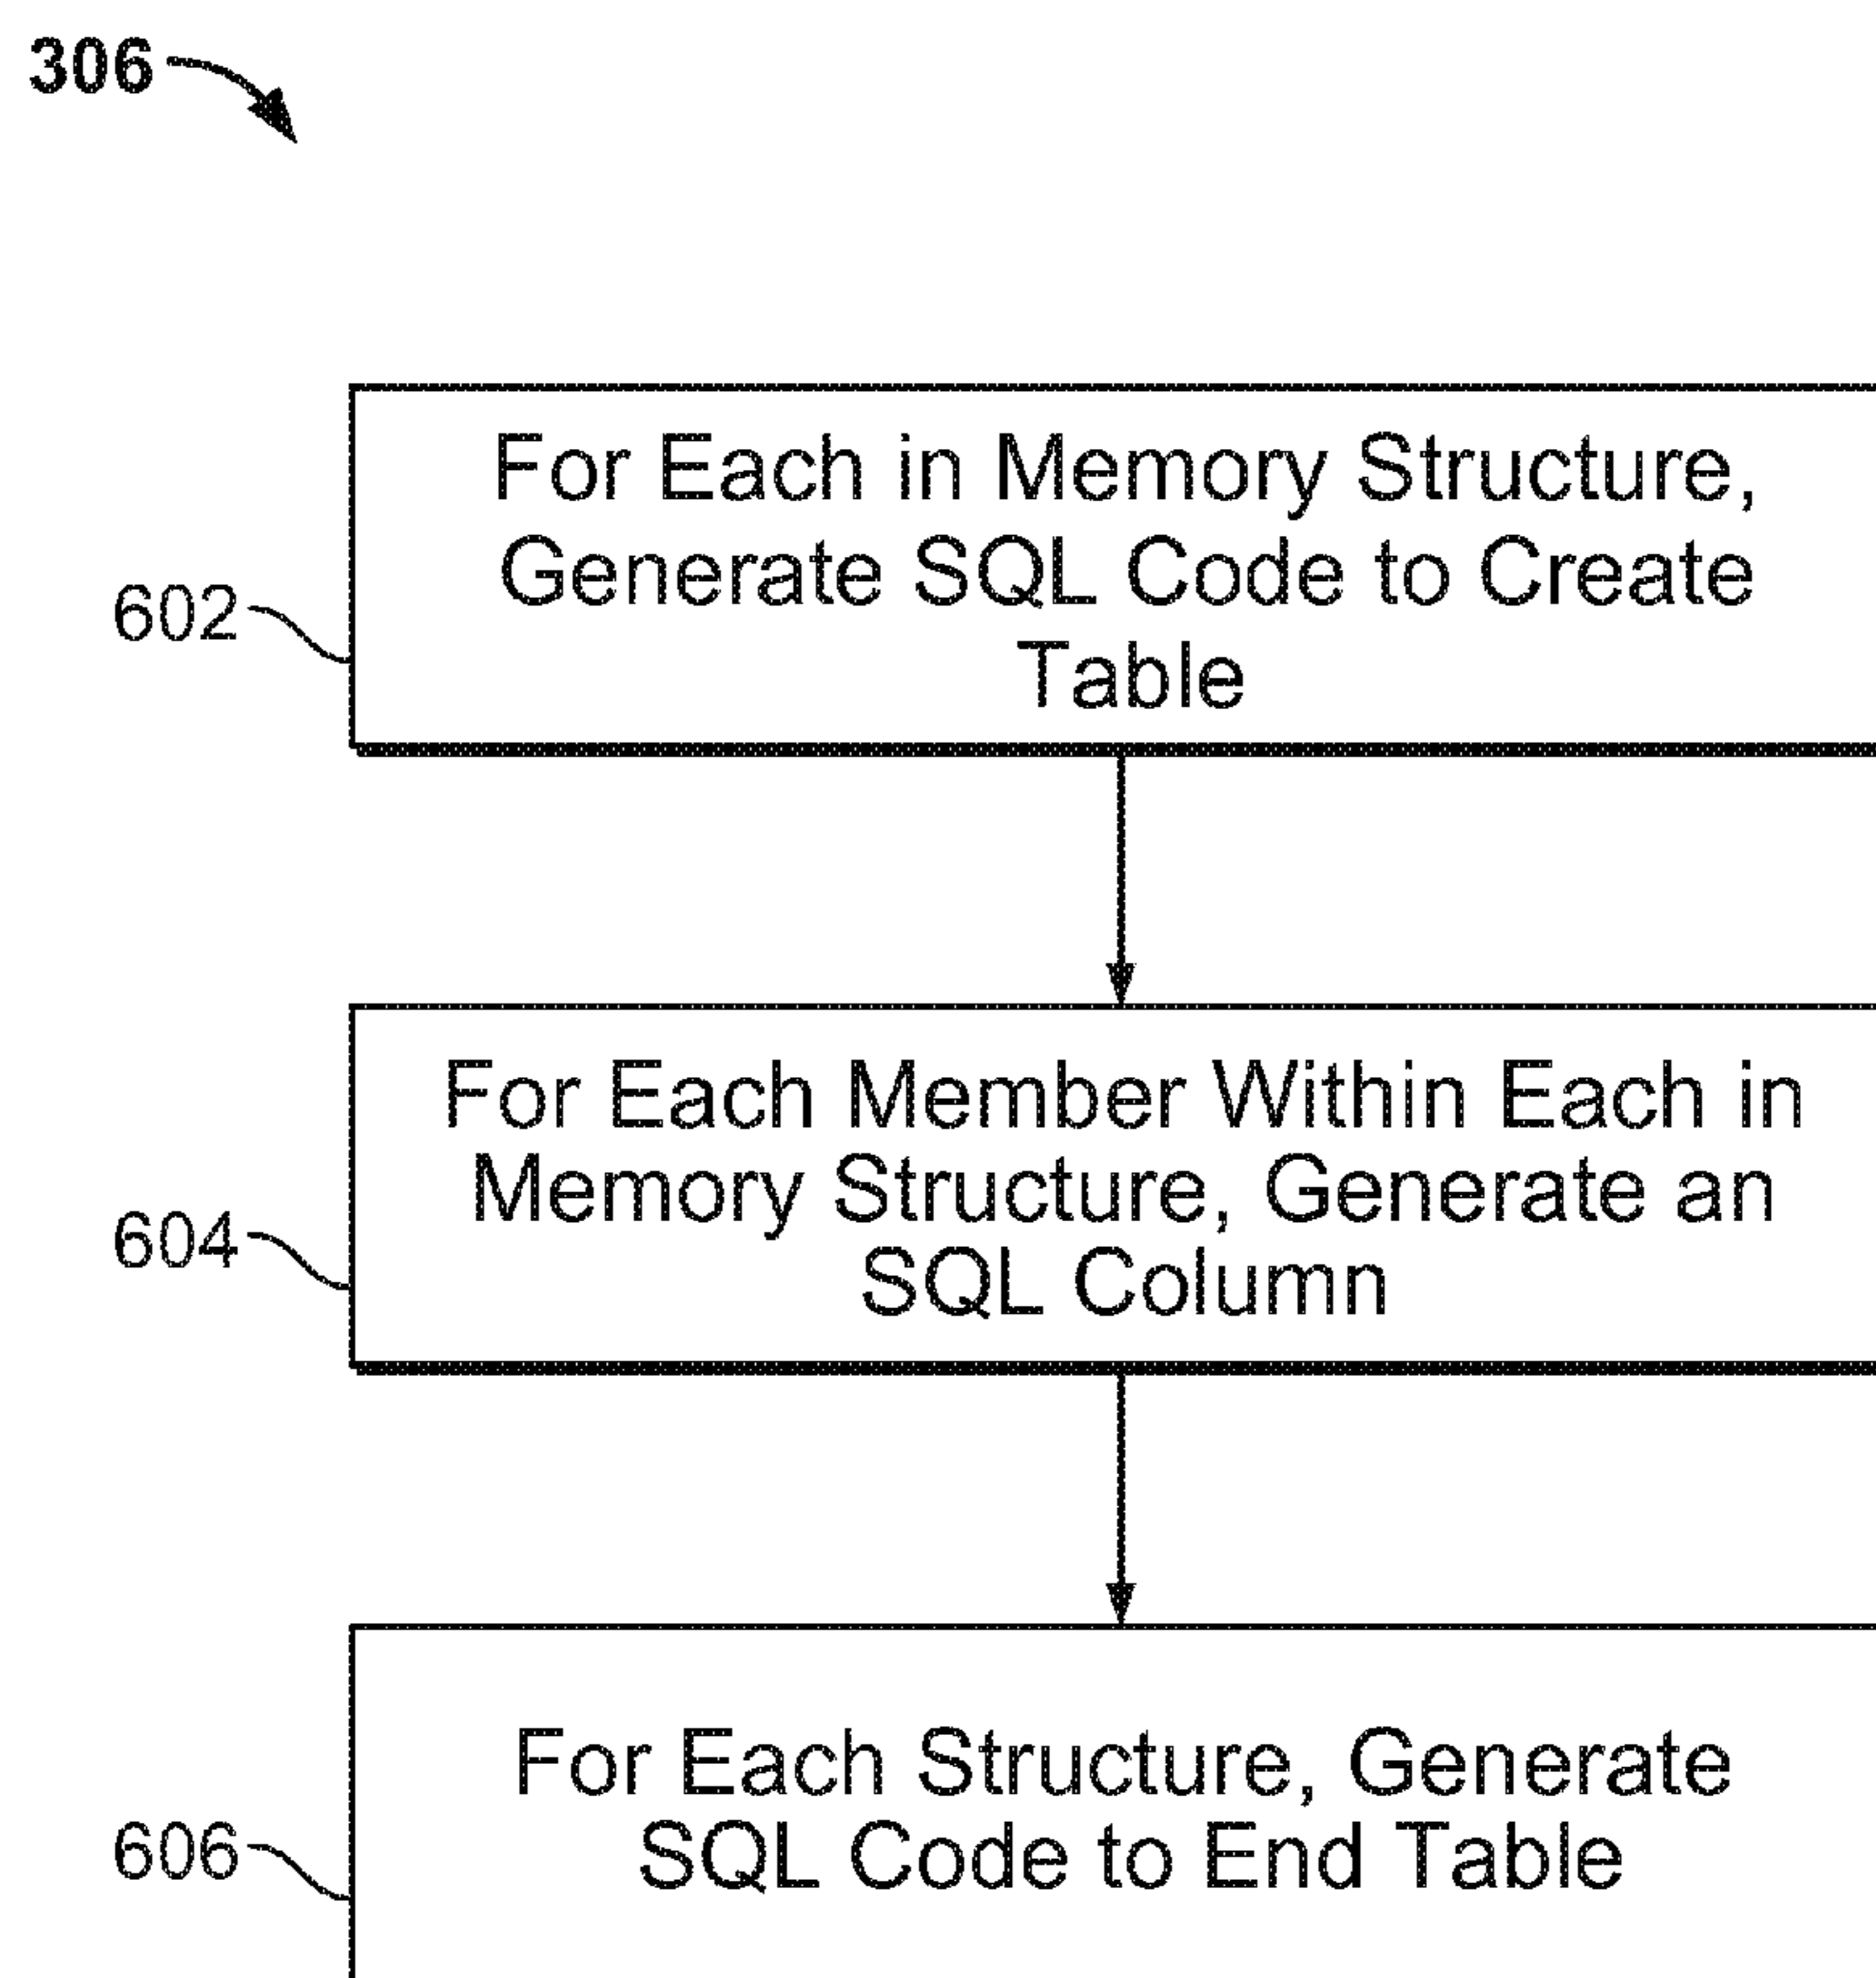 306
For Each in Memory Structure,
Generate SQL Code to Create
Table
602
For Each Member Within Each in
Memory Structure, Generate an
SQL Column
604
For Each Structure, Generate
SQL Code to End Table
606